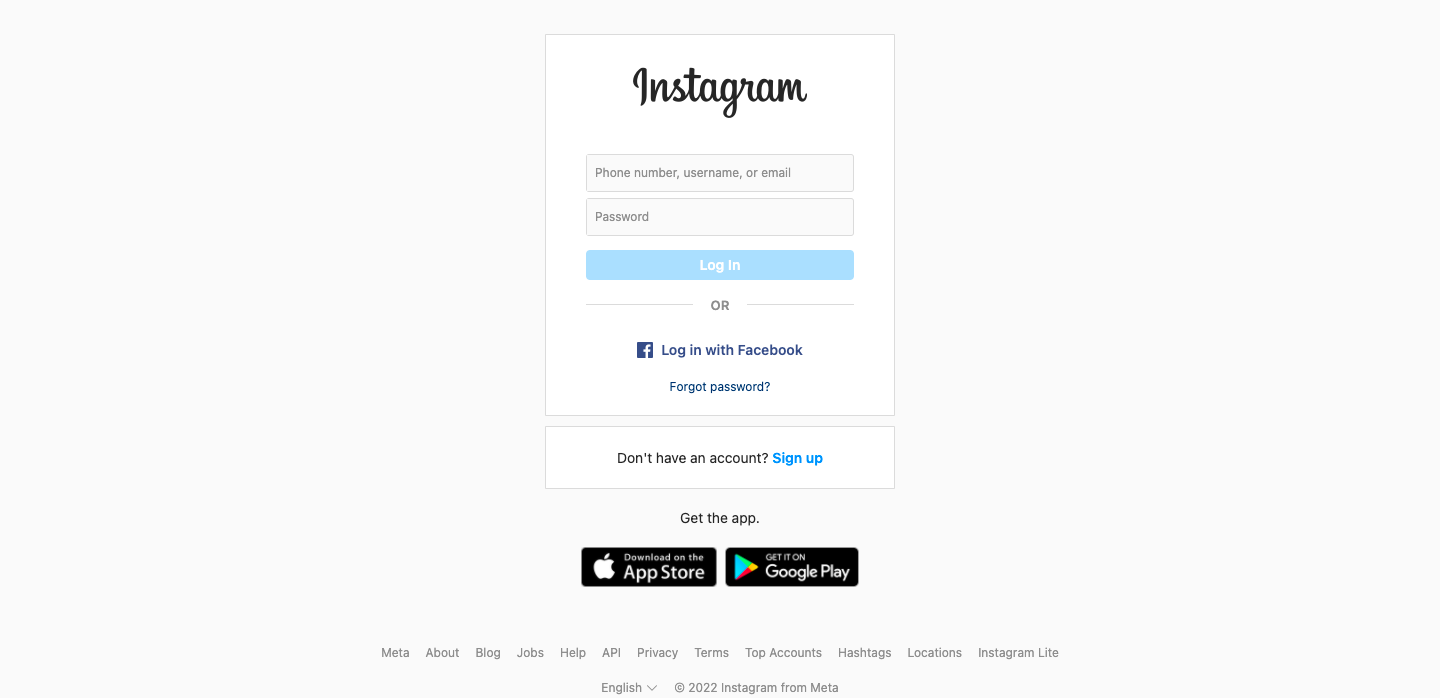 Instagram
Phone number, username, or email
Password
Log In
OR
Log in with Facebook
Forgot password?
Don't have an account? Sign up
Get the app.
Download on the App Store
GET IT ON Google Play
Meta About Blog Jobs Help API Privacy Terms Top Accounts Hashtags Locations Instagram Lite
English © 2022 Instagram from Meta